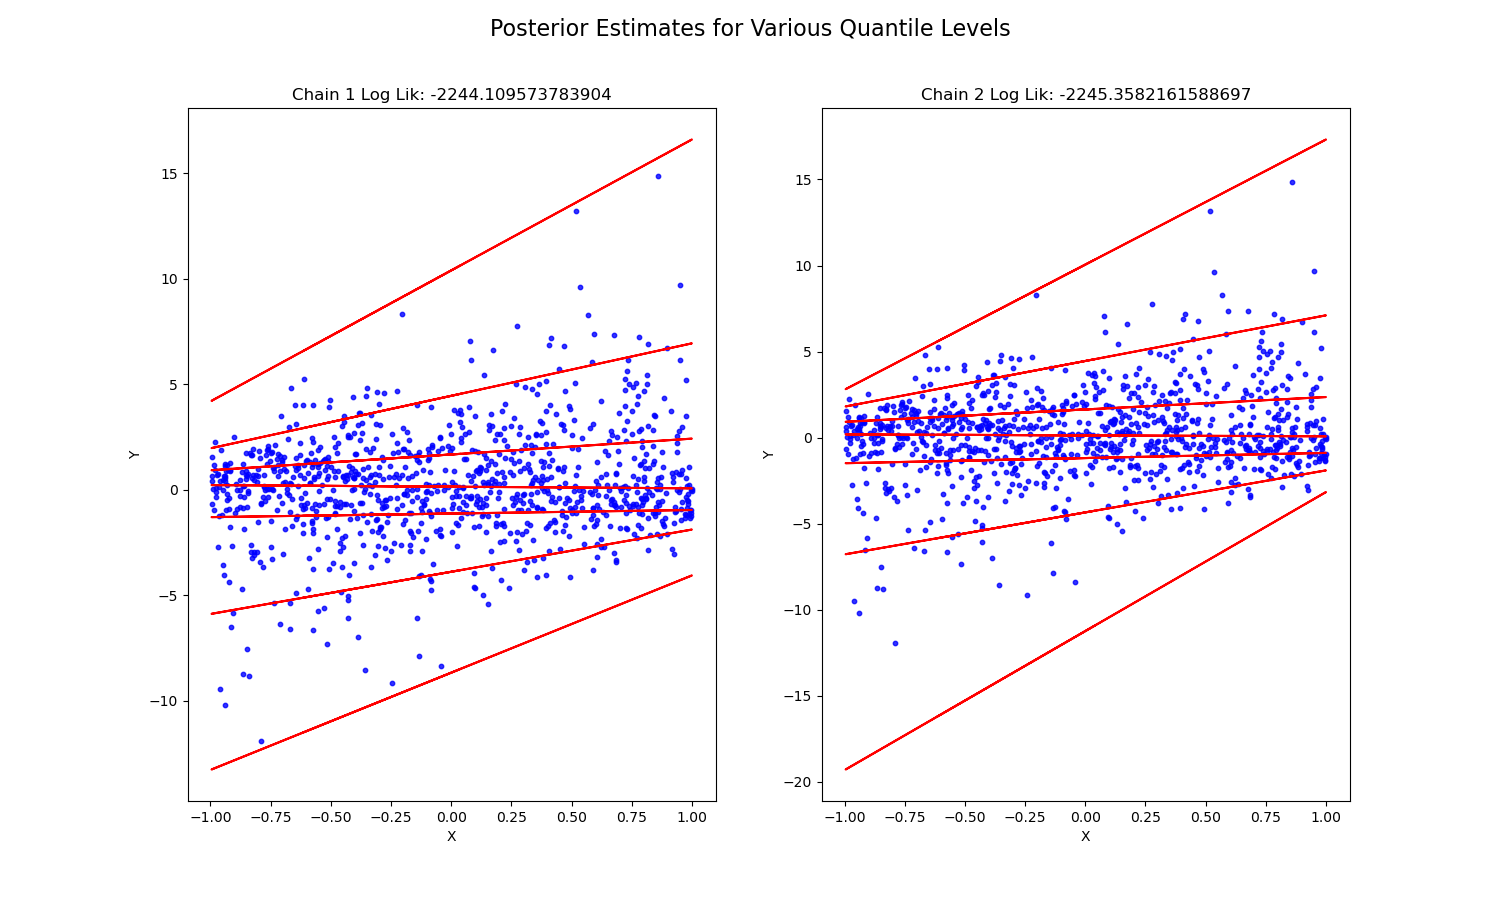 Posterior Estimates for Various Quantile Levels
Chain 1 Log Lik: -2244.109573783904
15
10
5
0
−5
−10
Y
−1.00 −0.75 −0.50 −0.25 0.00 0.25 0.50 0.75 1.00
X
Chain 2 Log Lik: -2245.3582161588697
15
10
5
0
−5
−10
−15
−20
Y
−1.00 −0.75 −0.50 −0.25 0.00 0.25 0.50 0.75 1.00
X